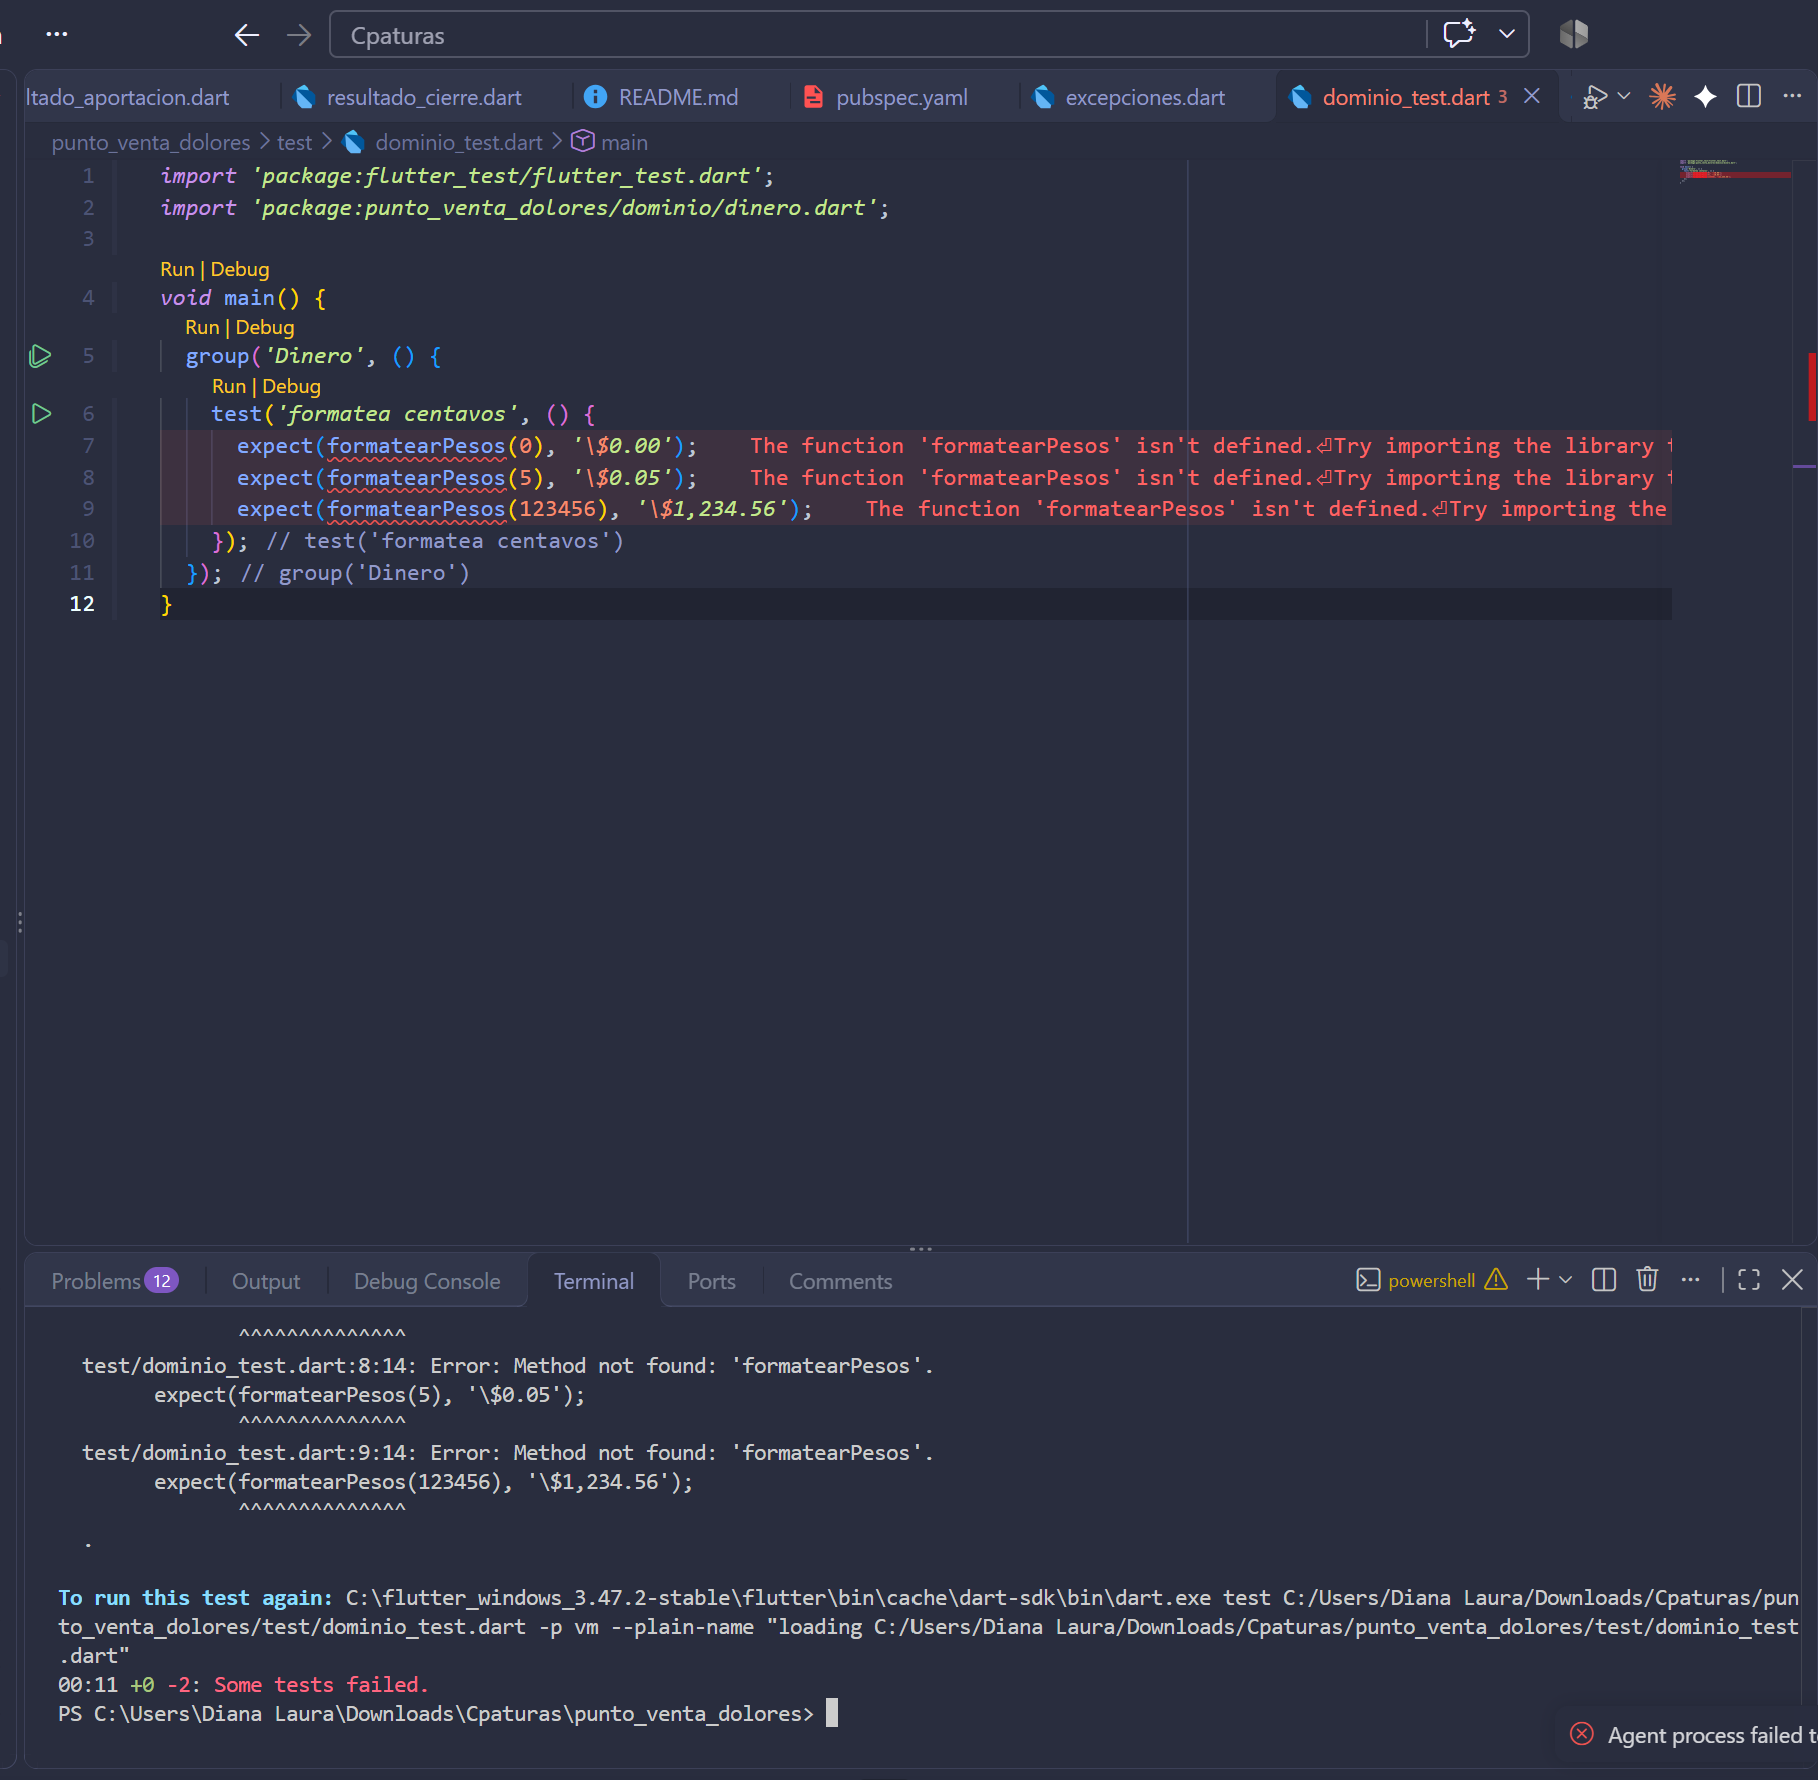 Cpaturas
ltado_aportacion.dart resultado_cierre.dart README.md pubspec.yaml excepciones.dart dominio_test.dart 3
punto_venta_dolores > test > dominio_test.dart > main
1 import 'package:flutter_test/flutter_test.dart';
2 import 'package:punto_venta_dolores/dominio/dinero.dart';
3
Run | Debug
4 void main() {
Run | Debug
5 group('Dinero', () {
Run | Debug
6 test('formatea centavos', () {
7 expect(formatearPesos(0), '\$0.00'); The function 'formatearPesos' isn't defined.⏎Try importing the library
8 expect(formatearPesos(5), '\$0.05'); The function 'formatearPesos' isn't defined.⏎Try importing the library
9 expect(formatearPesos(123456), '\$1,234.56'); The function 'formatearPesos' isn't defined.⏎Try importing the
10 }); // test('formatea centavos')
11 }); // group('Dinero')
12 }
Problems 12 Output Debug Console Terminal Ports Comments powershell
^^^^^^^^^^^^^^
test/dominio_test.dart:8:14: Error: Method not found: 'formatearPesos'.
expect(formatearPesos(5), '\$0.05');
^^^^^^^^^^^^^^
test/dominio_test.dart:9:14: Error: Method not found: 'formatearPesos'.
expect(formatearPesos(123456), '\$1,234.56');
^^^^^^^^^^^^^^
.
To run this test again: C:\flutter_windows_3.47.2-stable\flutter\bin\cache\dart-sdk\bin\dart.exe test C:/Users/Diana Laura/Downloads/Cpaturas/pun
to_venta_dolores/test/dominio_test.dart -p vm --plain-name "loading C:/Users/Diana Laura/Downloads/Cpaturas/punto_venta_dolores/test/dominio_test
.dart"
00:11 +0 -2: Some tests failed.
PS C:\Users\Diana Laura\Downloads\Cpaturas\punto_venta_dolores>
Agent process failed t